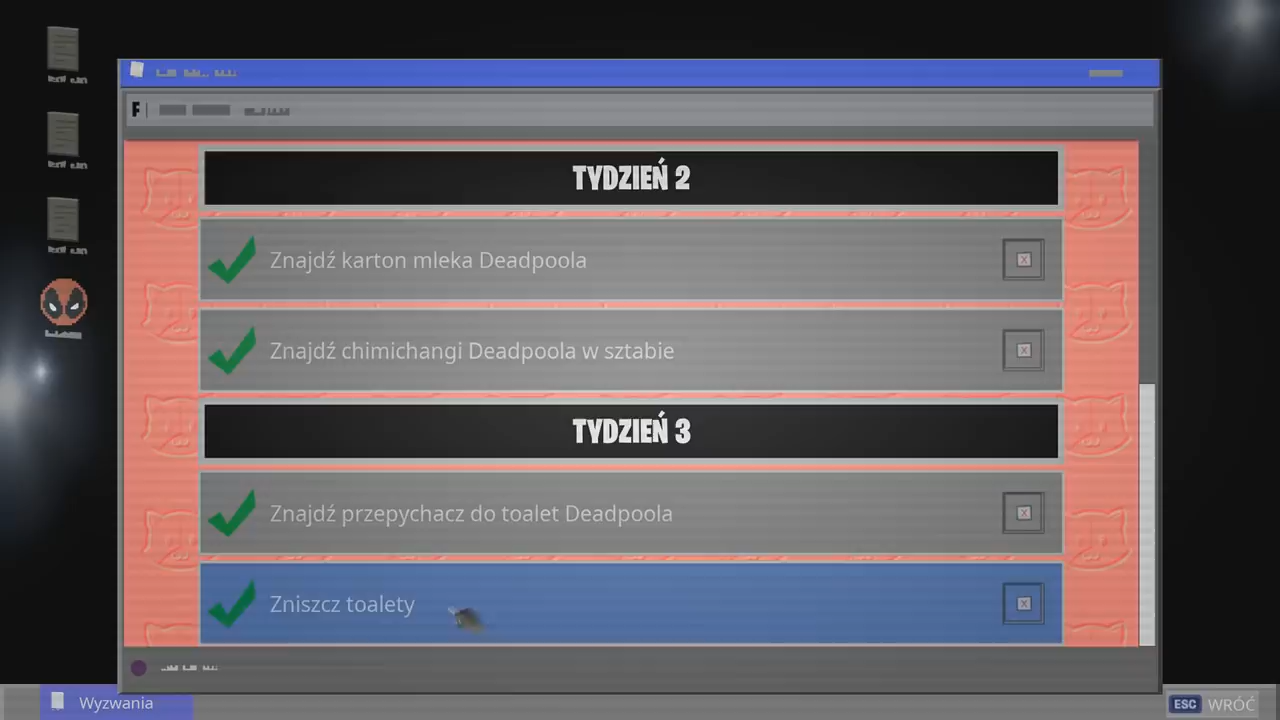 F
TYDZIEŃ 2
Znajdź karton mleka Deadpoola
Znajdź chimichangi Deadpoola w sztabie
TYDZIEŃ 3
Znajdź przepychacz do toalet Deadpoola
Zniszcz toalety
Wyzwania
ESC WRÓĆ